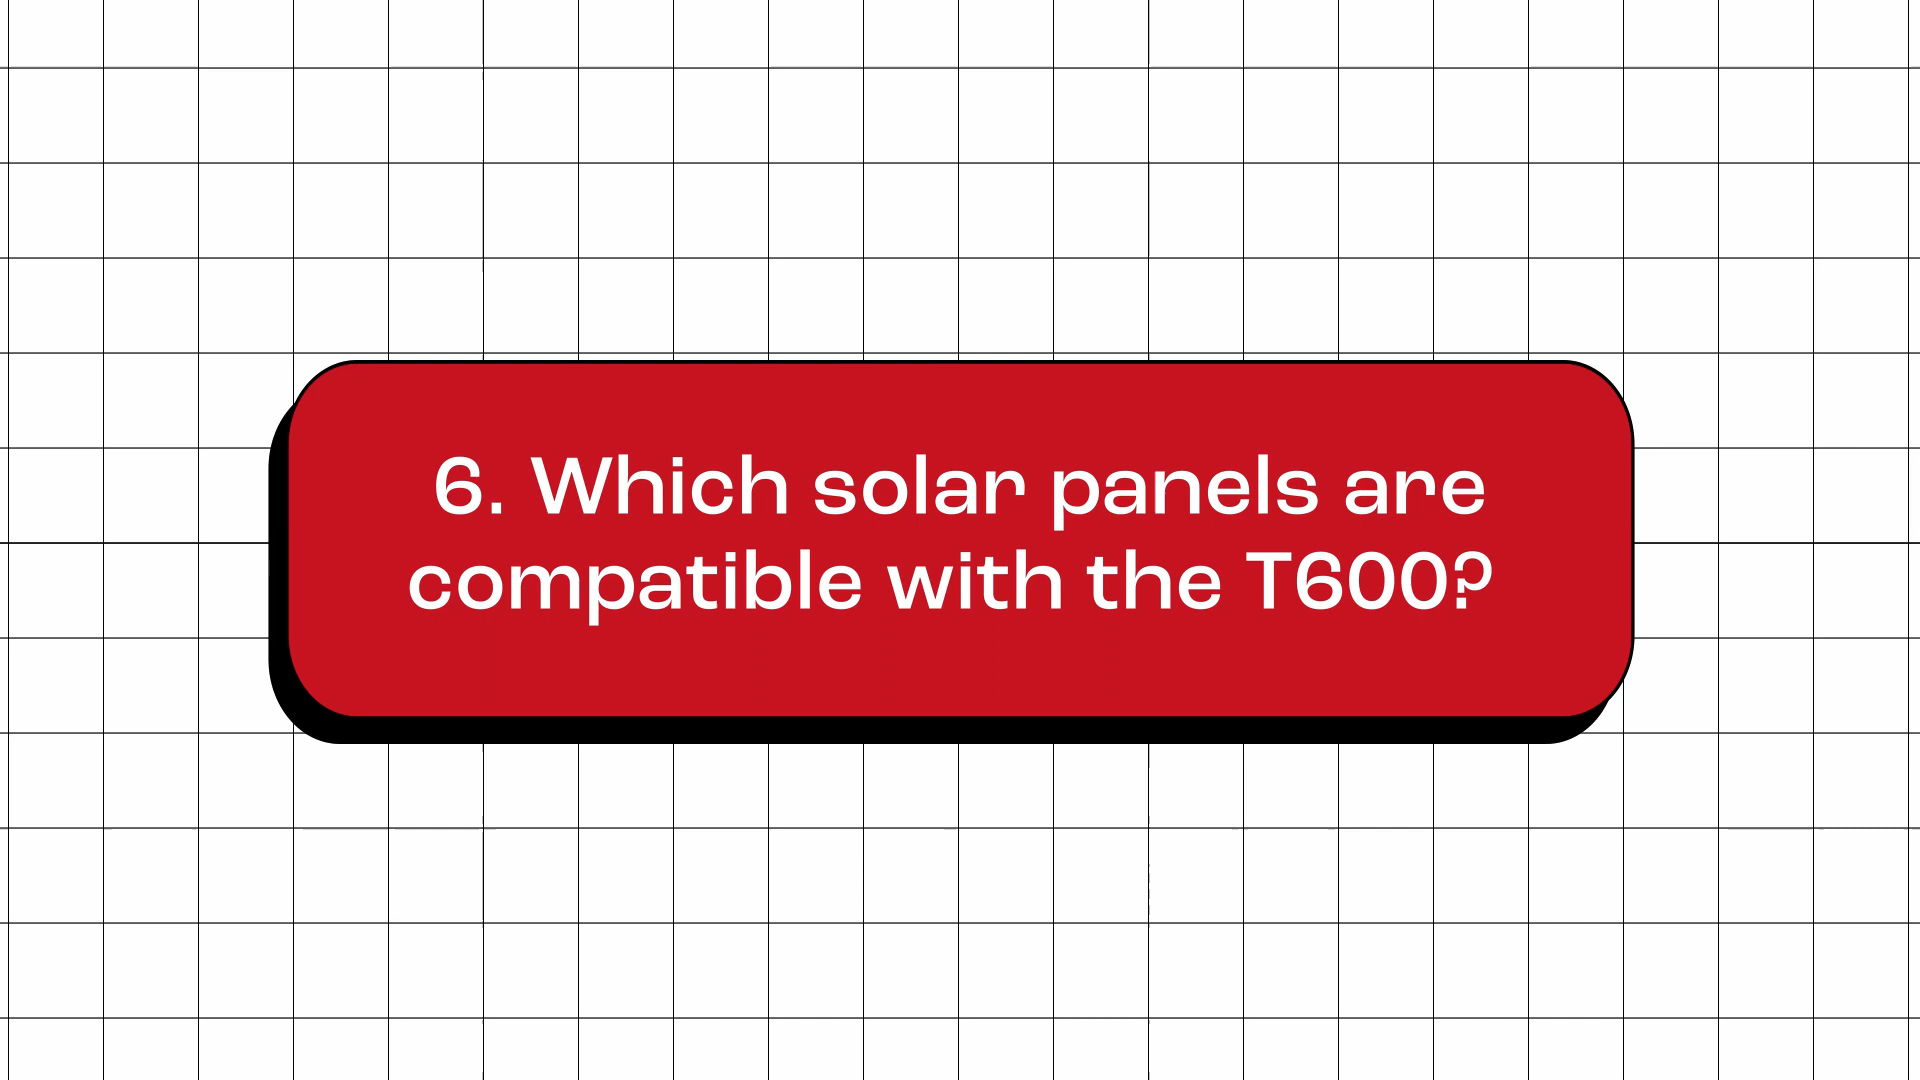 6. Which solar panels are
compatible with the T600?